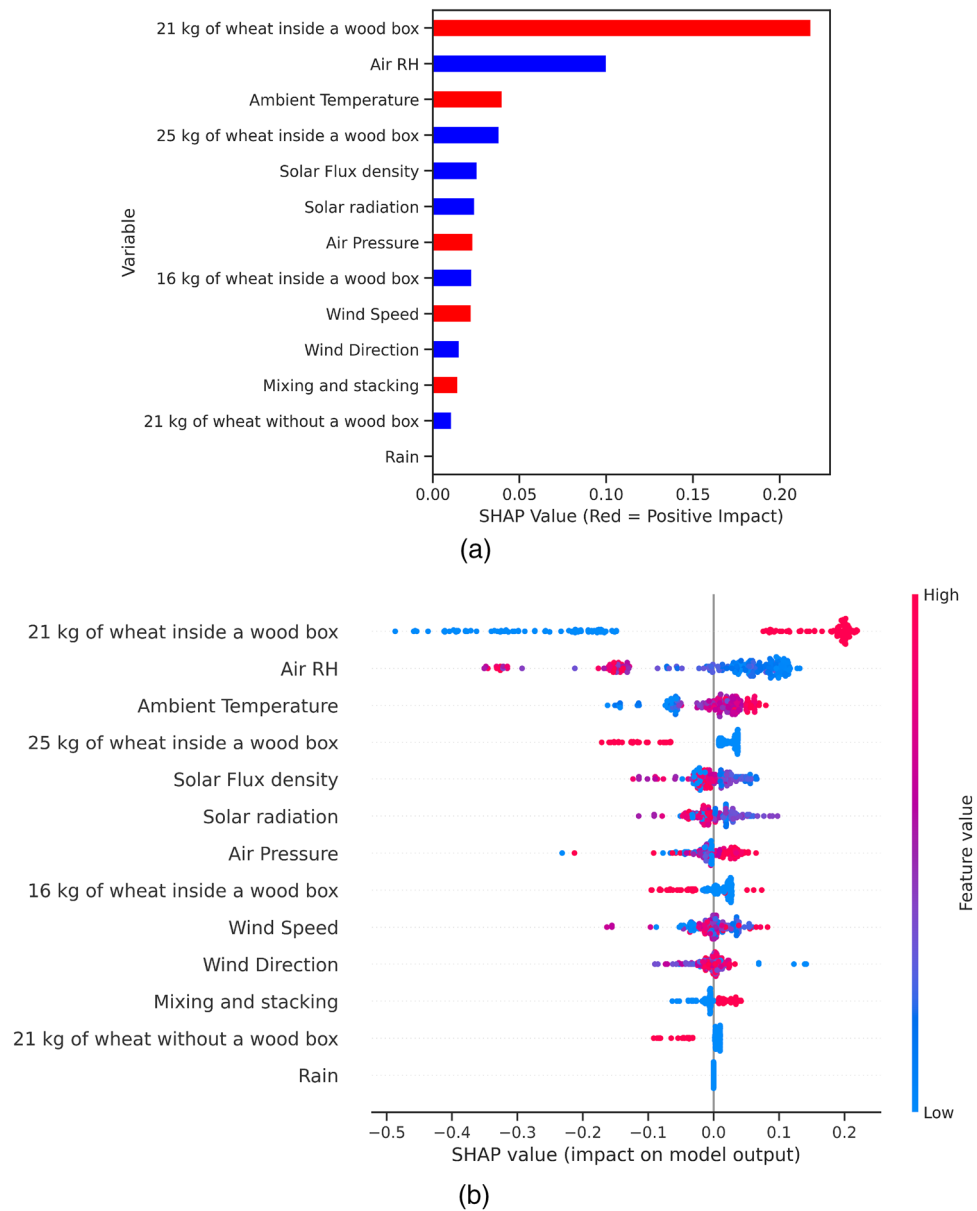 21 kg of wheat inside a wood box
Air RH
Ambient Temperature
25 kg of wheat inside a wood box
Solar Flux density
Solar radiation
Air Pressure
16 kg of wheat inside a wood box
Wind Speed
Wind Direction
Mixing and stacking
21 kg of wheat without a wood box
Rain
Variable
0.00 0.05 0.10 0.15 0.20
SHAP Value (Red = Positive Impact)
(a)
High
21 kg of wheat inside a wood box
Air RH
Ambient Temperature
25 kg of wheat inside a wood box
Solar Flux density
Solar radiation
Air Pressure
16 kg of wheat inside a wood box
Wind Speed
Wind Direction
Mixing and stacking
21 kg of wheat without a wood box
Rain
Feature value
Low
−0.5 −0.4 −0.3 −0.2 −0.1 0.0 0.1 0.2
SHAP value (impact on model output)
(b)